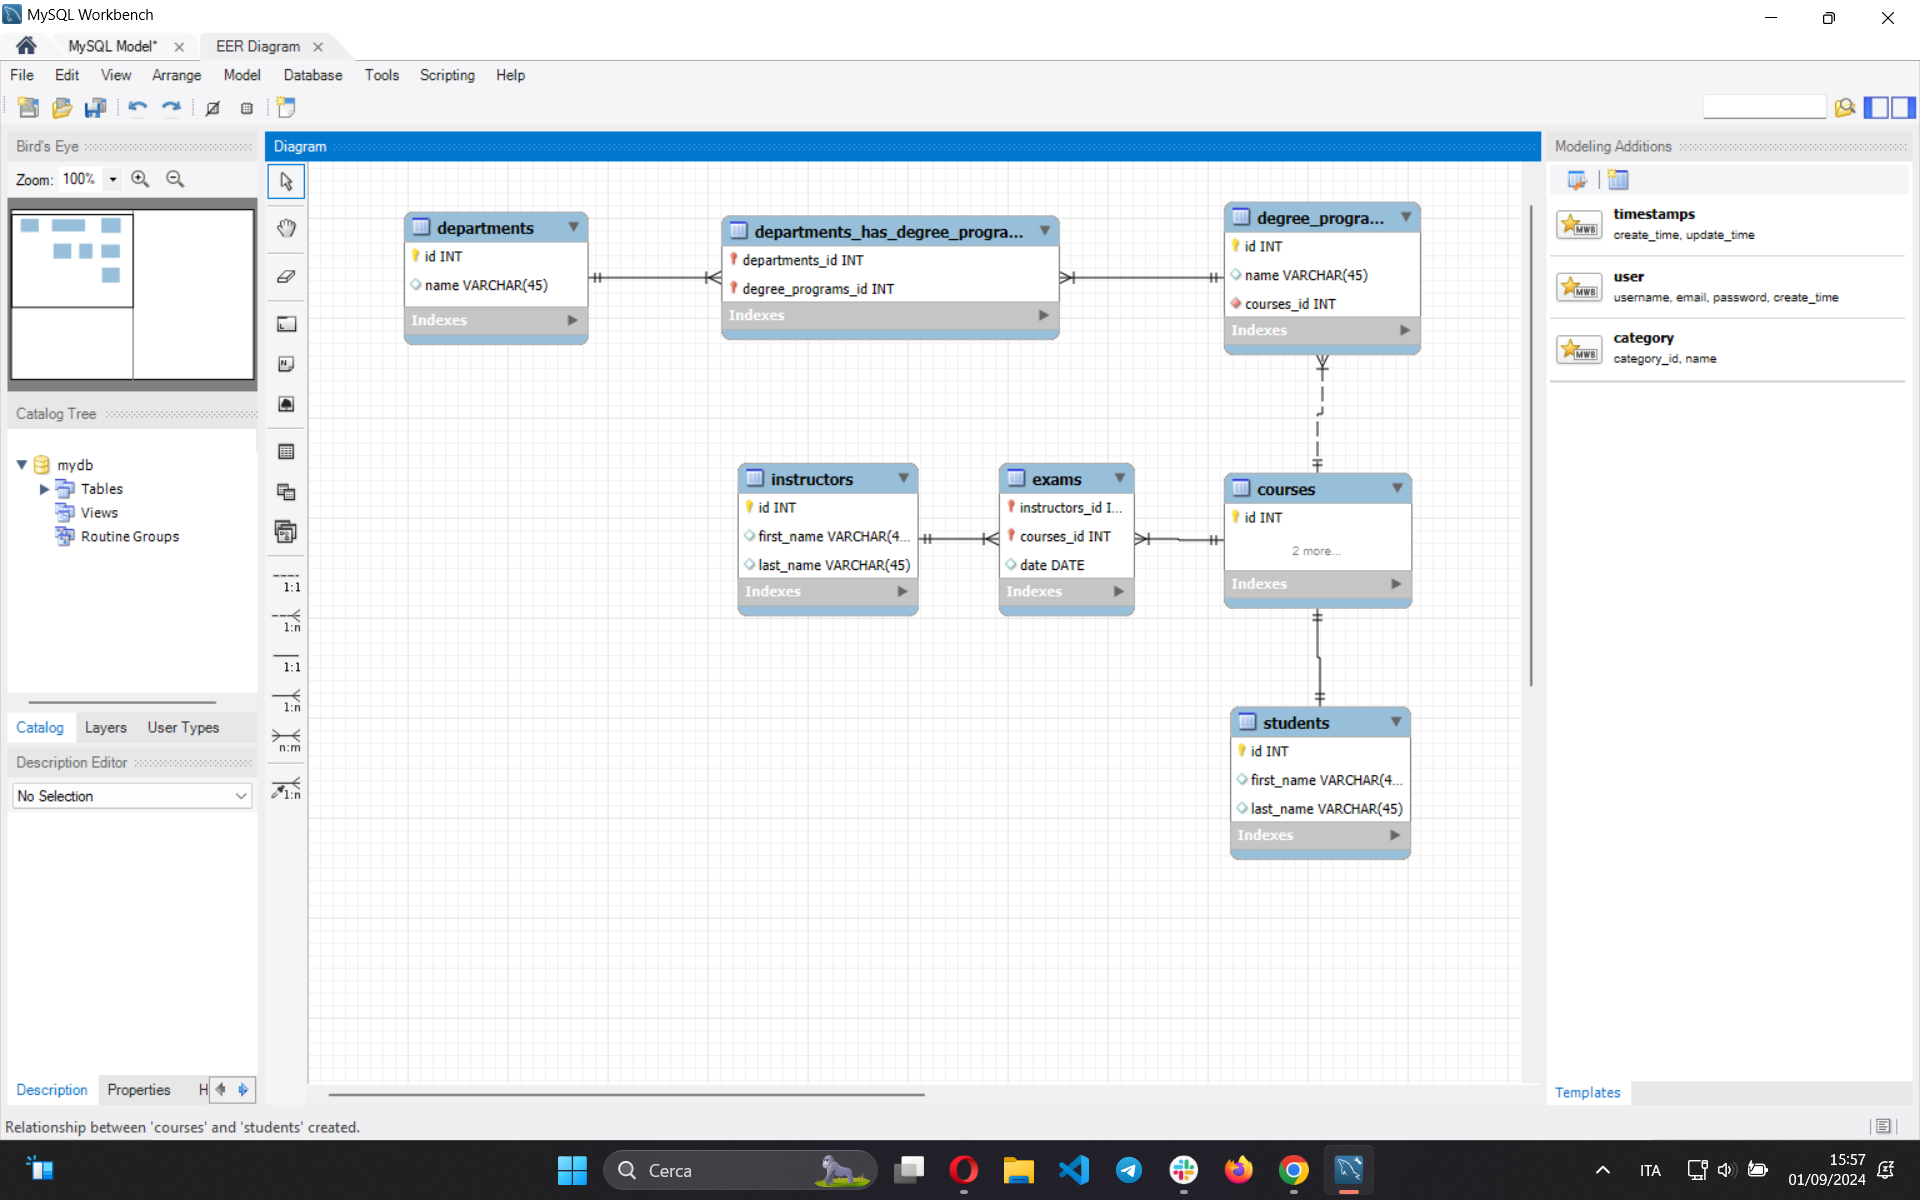 MySQL Workbench
MySQL Model*
EER Diagram
File Edit View Arrange Model Database Tools Scripting Help
Bird's Eye
Zoom: 100%
Catalog Tree
mydb
Tables
Views
Routine Groups
Catalog Layers User Types
Description Editor
No Selection
Description Properties H
Diagram
1:1
1:n
1:1
1:n
n:m
1:n
departments
id INT
name VARCHAR(45)
Indexes
departments_has_degree_progra...
departments_id INT
degree_programs_id INT
Indexes
degree_progra...
id INT
name VARCHAR(45)
courses_id INT
Indexes
instructors
id INT
first_name VARCHAR(4...
last_name VARCHAR(45)
Indexes
exams
instructors_id I...
courses_id INT
date DATE
Indexes
courses
id INT
2 more...
Indexes
students
id INT
first_name VARCHAR(4...
last_name VARCHAR(45)
Indexes
Modeling Additions
MWB
timestamps
create_time, update_time
MWB
user
username, email, password, create_time
MWB
category
category_id, name
Templates
Relationship between 'courses' and 'students' created.
Cerca
ITA
15:57
01/09/2024